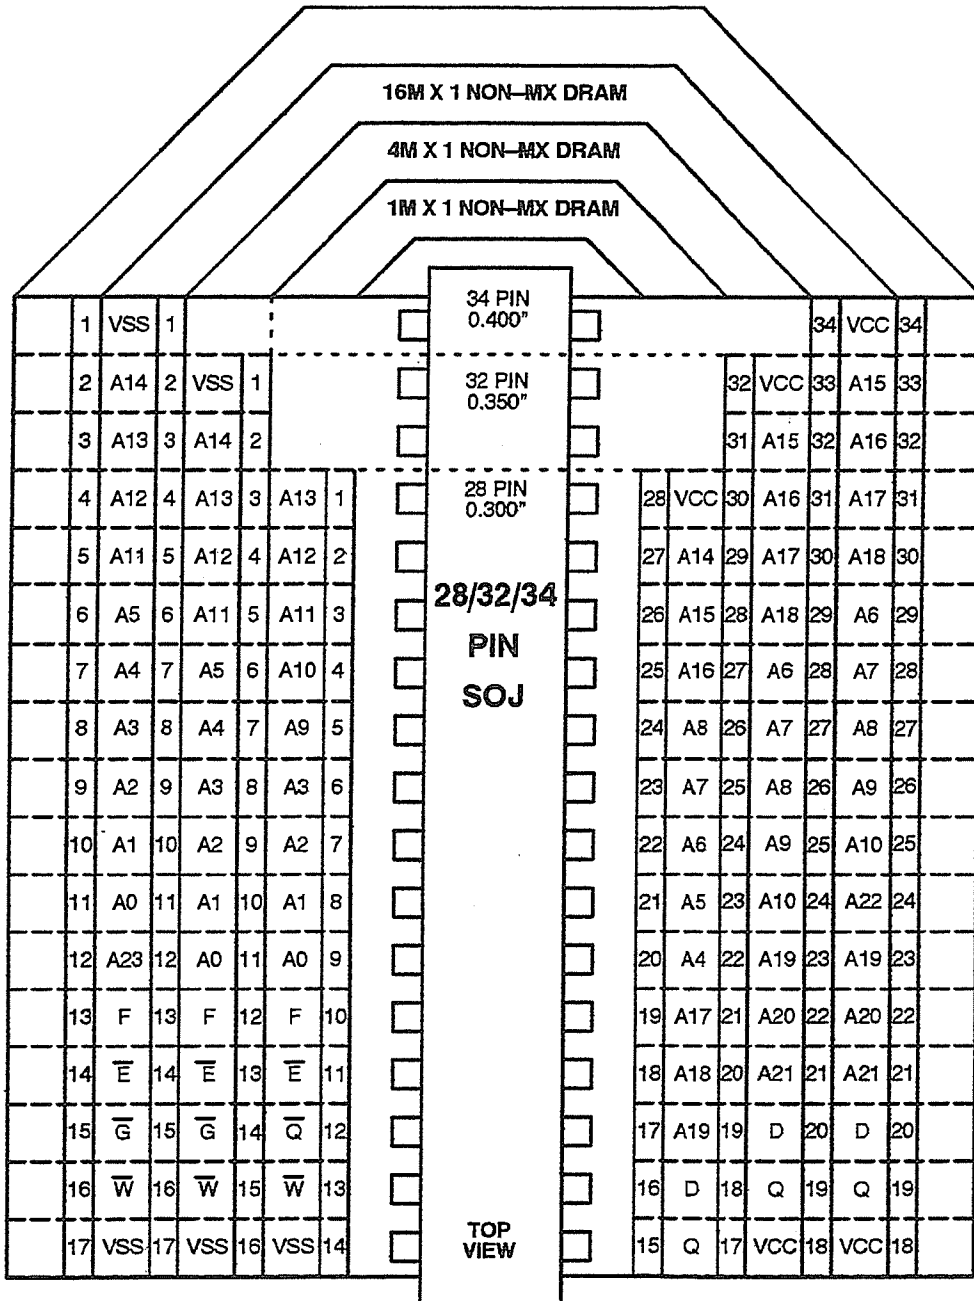 16M X 1 NON–MX DRAM
4M X 1 NON–MX DRAM
1M X 1 NON–MX DRAM
34 PIN
0.400"
1 VSS 1 34 VCC 34
32 PIN
0.350"
2 A14 2 VSS 1 32 VCC 33 A15 33
3 A13 3 A14 2 31 A15 32 A16 32
28 PIN
0.300"
4 A12 4 A13 3 A13 1 28 VCC 30 A16 31 A17 31
5 A11 5 A12 4 A12 2 27 A14 29 A17 30 A18 30
28/32/34
PIN
SOJ
6 A5 6 A11 5 A11 3 26 A15 28 A18 29 A6 29
7 A4 7 A5 6 A10 4 25 A16 27 A6 28 A7 28
8 A3 8 A4 7 A9 5 24 A8 26 A7 27 A8 27
9 A2 9 A3 8 A3 6 23 A7 25 A8 26 A9 26
10 A1 10 A2 9 A2 7 22 A6 24 A9 25 A10 25
11 A0 11 A1 10 A1 8 21 A5 23 A10 24 A22 24
12 A23 12 A0 11 A0 9 20 A4 22 A19 23 A19 23
13 F 13 F 12 F 10 19 A17 21 A20 22 A20 22
14 E̅ 14 E̅ 13 E̅ 11 18 A18 20 A21 21 A21 21
15 G̅ 15 G̅ 14 Q̅ 12 17 A19 19 D 20 D 20
16 W̅ 16 W̅ 15 W̅ 13 16 D 18 Q 19 Q 19
17 VSS 17 VSS 16 VSS 14 15 Q 17 VCC 18 VCC 18
TOP
VIEW